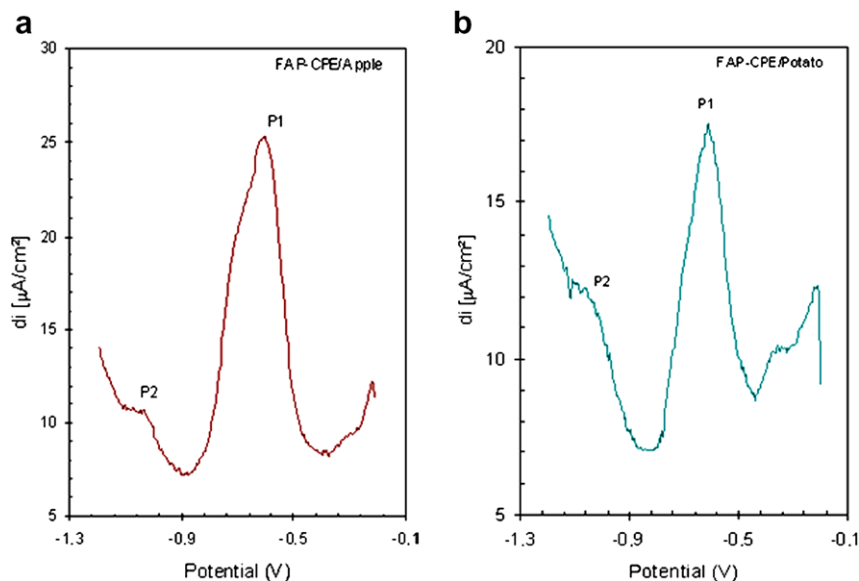 a
FAP-CPE/Apple
30
25
20
15
10
5
di [µA/cm²]
P1
P2
-1.3
-0.9
-0.5
-0.1
Potential (V)
b
FAP-CPE/Potato
20
15
10
5
di [µA/cm²]
P1
P2
-1.3
-0.9
-0.5
-0.1
Potential (V)